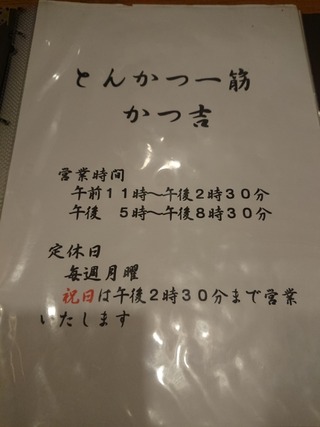 とんかつ一筋
かつ吉
営業時間
午前11時～午後2時30分
午後 5時～午後8時30分
定休日
毎週月曜
祝日は午後2時30分まで営業
いたします